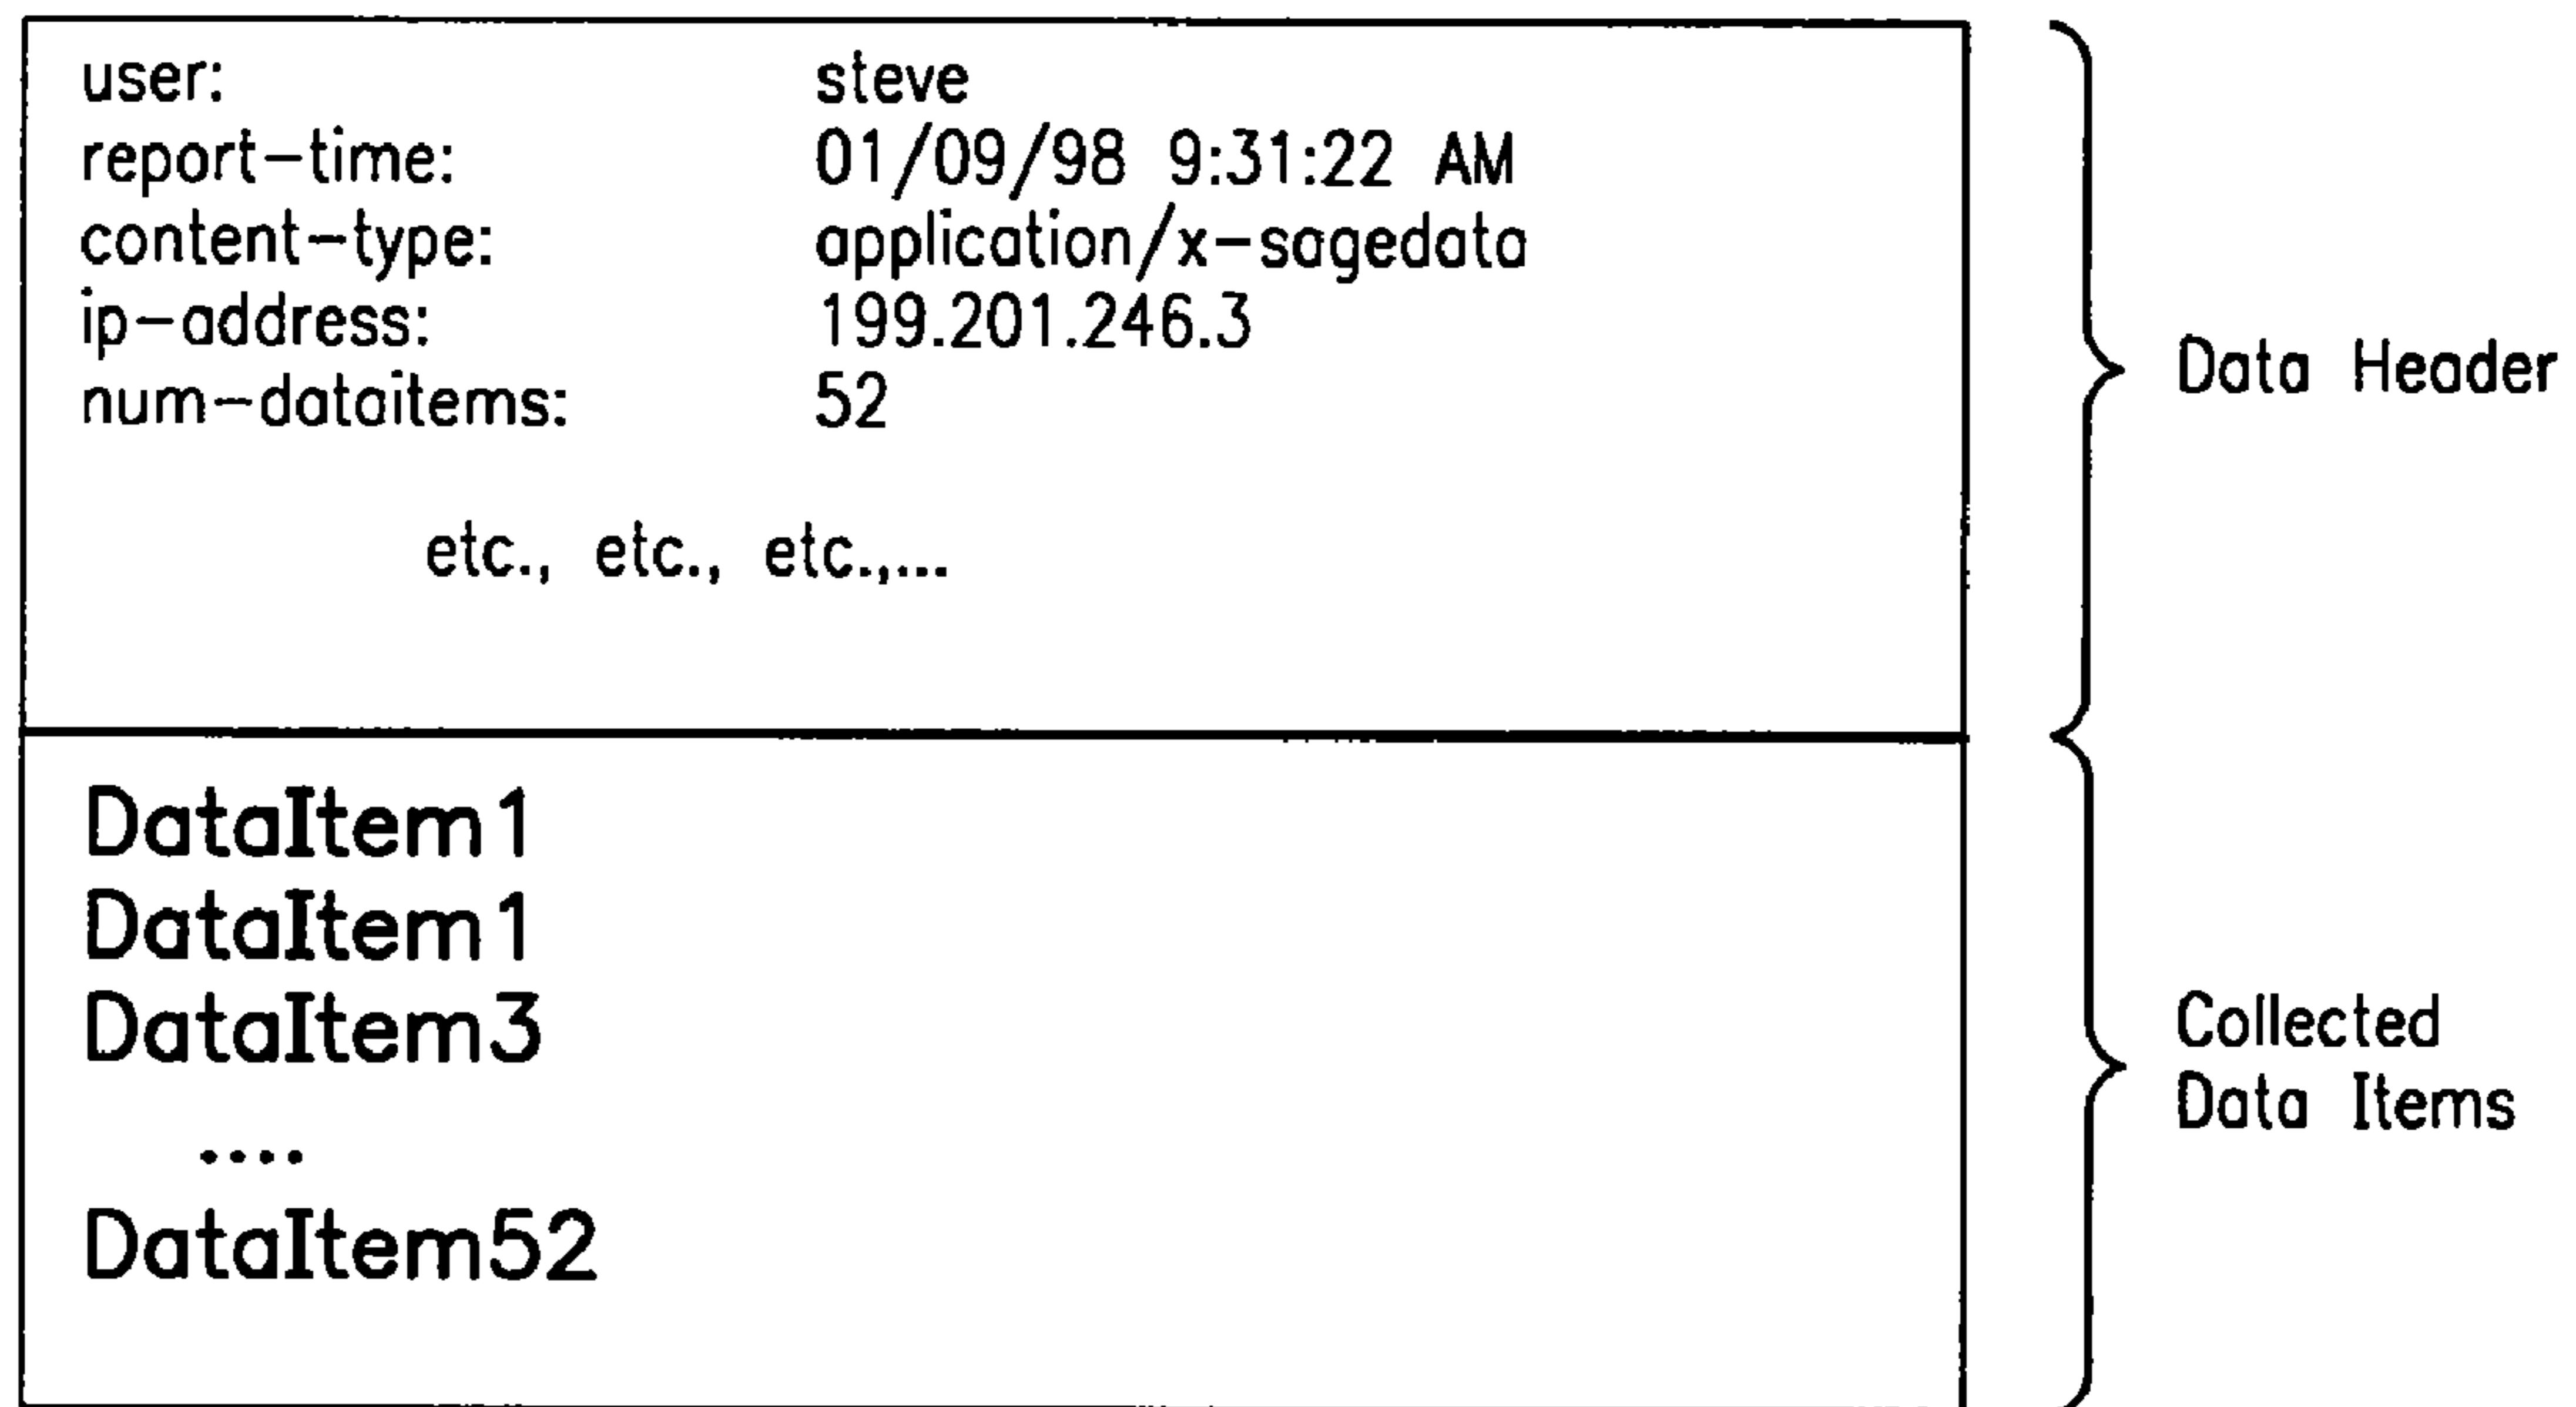 user: steve
report-time: 01/09/98 9:31:22 AM
content-type: application/x-sagedata
ip-address: 199.201.246.3
num-dataitems: 52
etc., etc., etc.,...
Data Header
DataItem1
DataItem1
DataItem3
....
DataItem52
Collected
Data Items